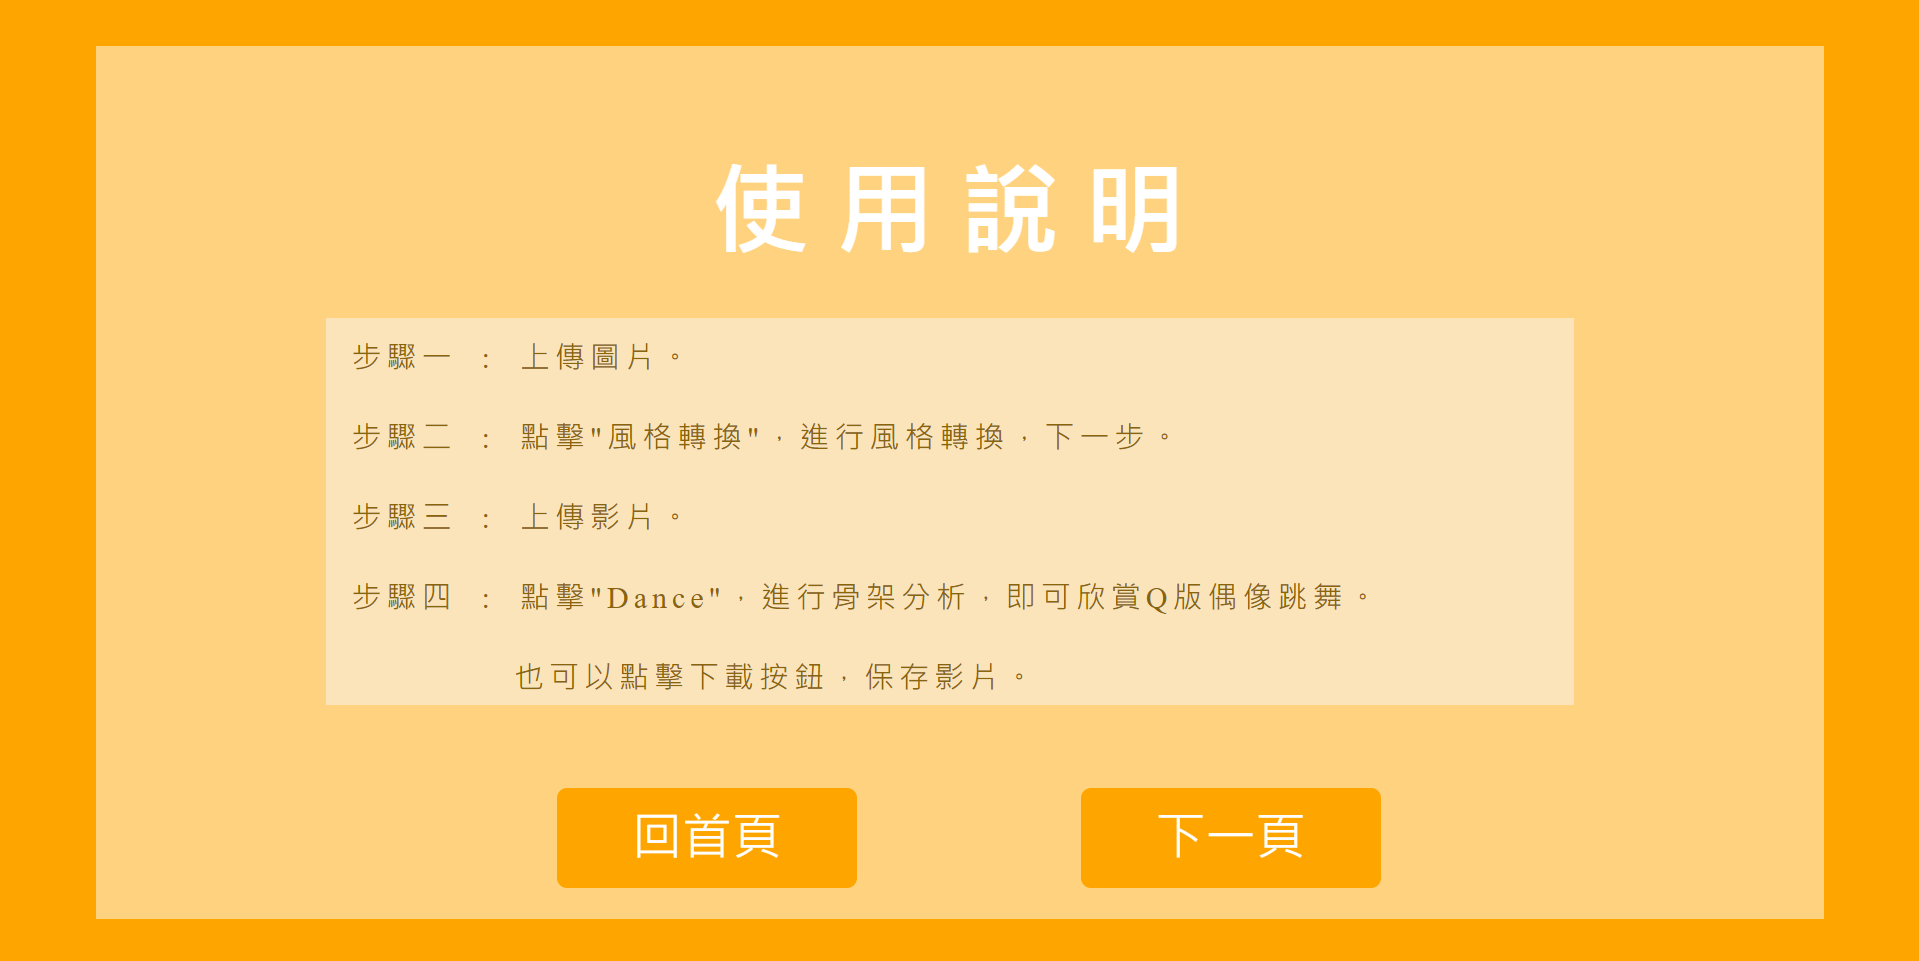 使用說明
步驟一 : 上傳圖片。
步驟二 : 點擊"風格轉換"，進行風格轉換，下一步。
步驟三 : 上傳影片。
步驟四 : 點擊"Dance"，進行骨架分析，即可欣賞Q版偶像跳舞。
也可以點擊下載按鈕，保存影片。
回首頁
下一頁